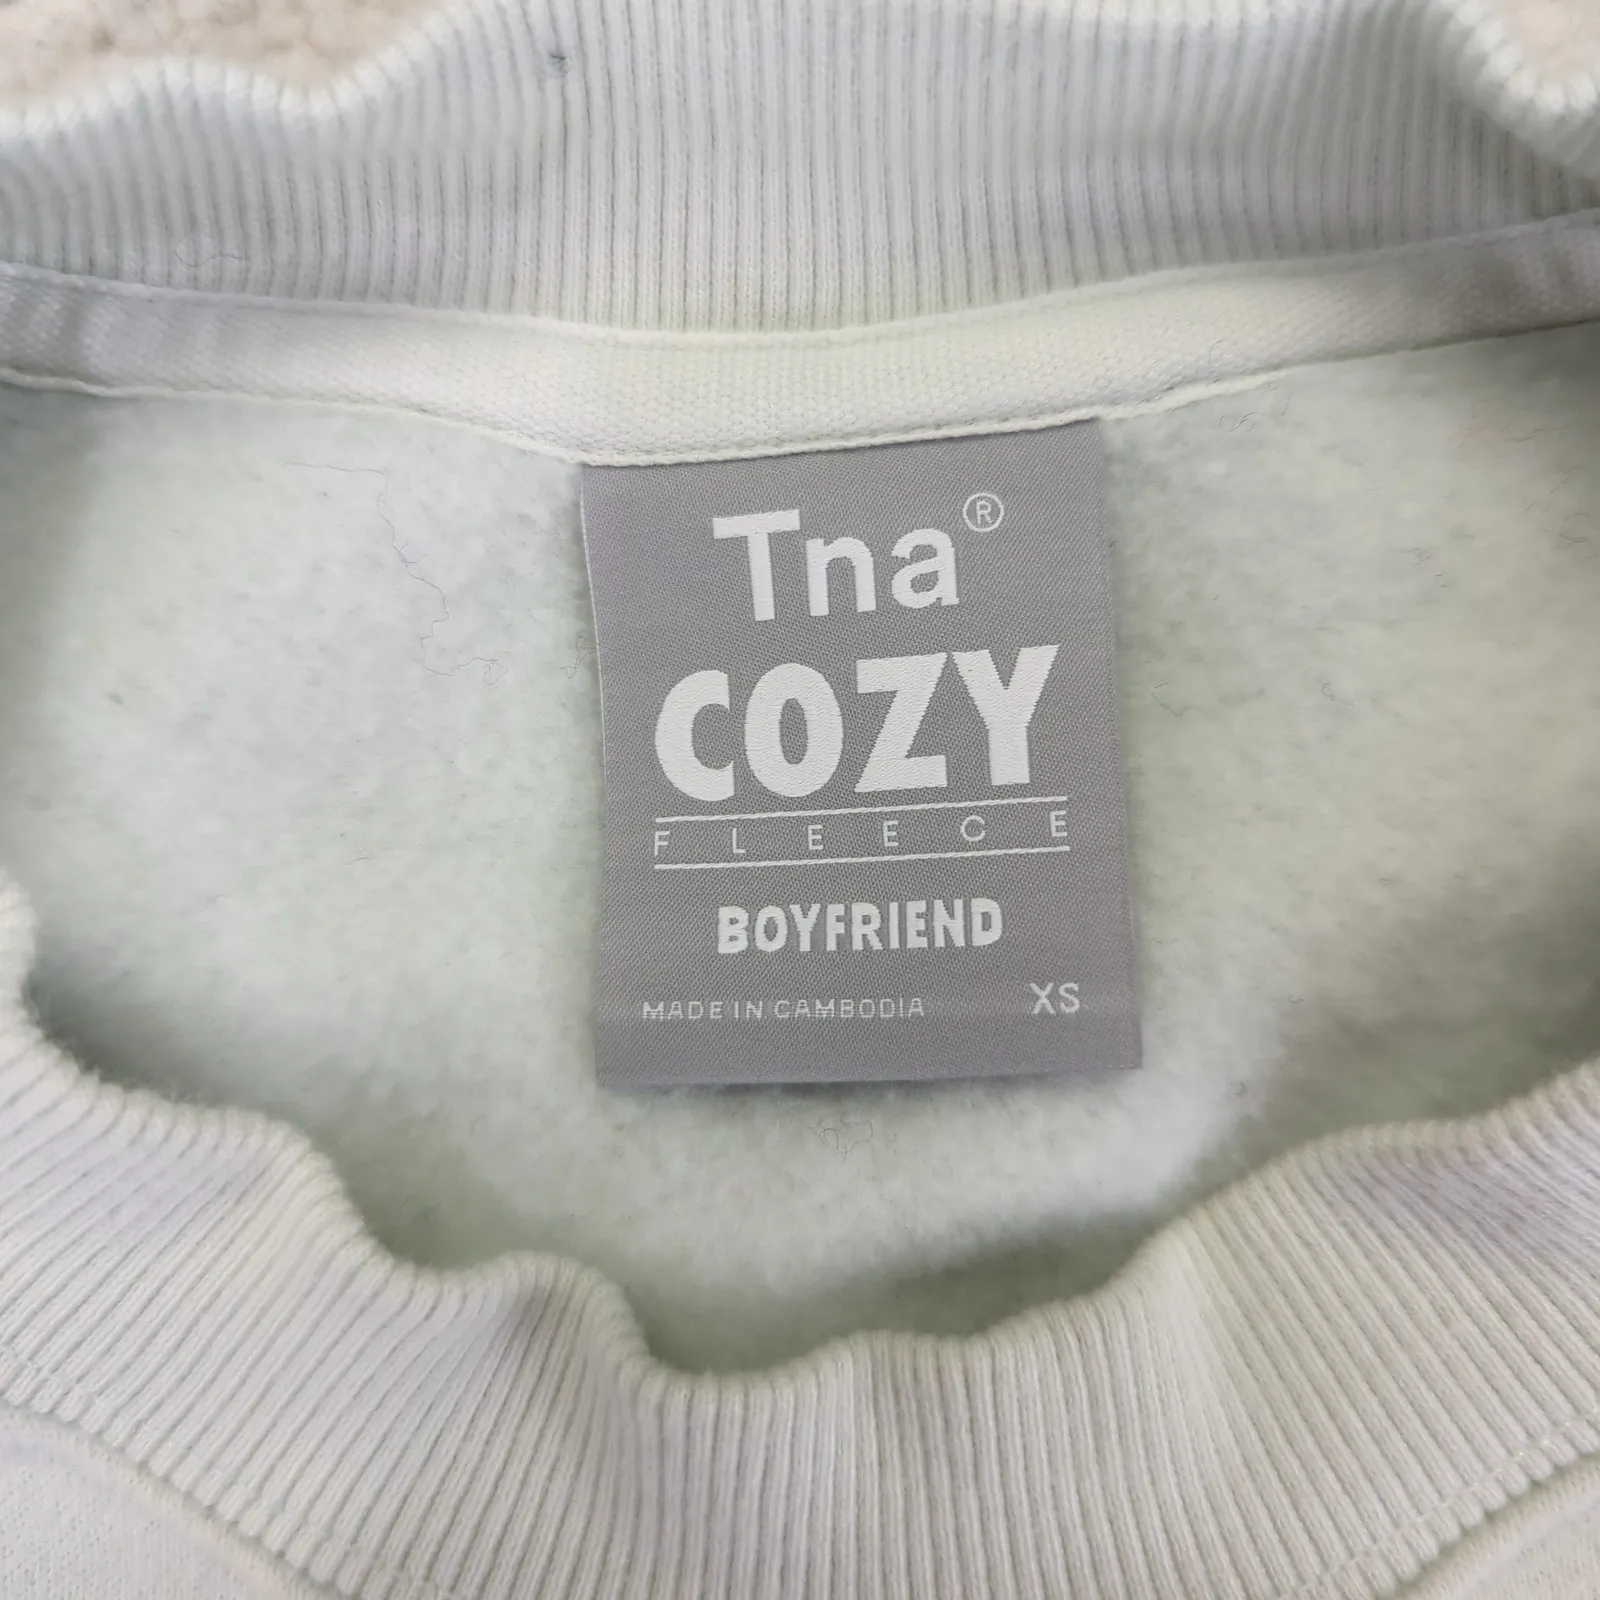 Tna®
COZY
FLEECE
BOYFRIEND
MADE IN CAMBODIA XS